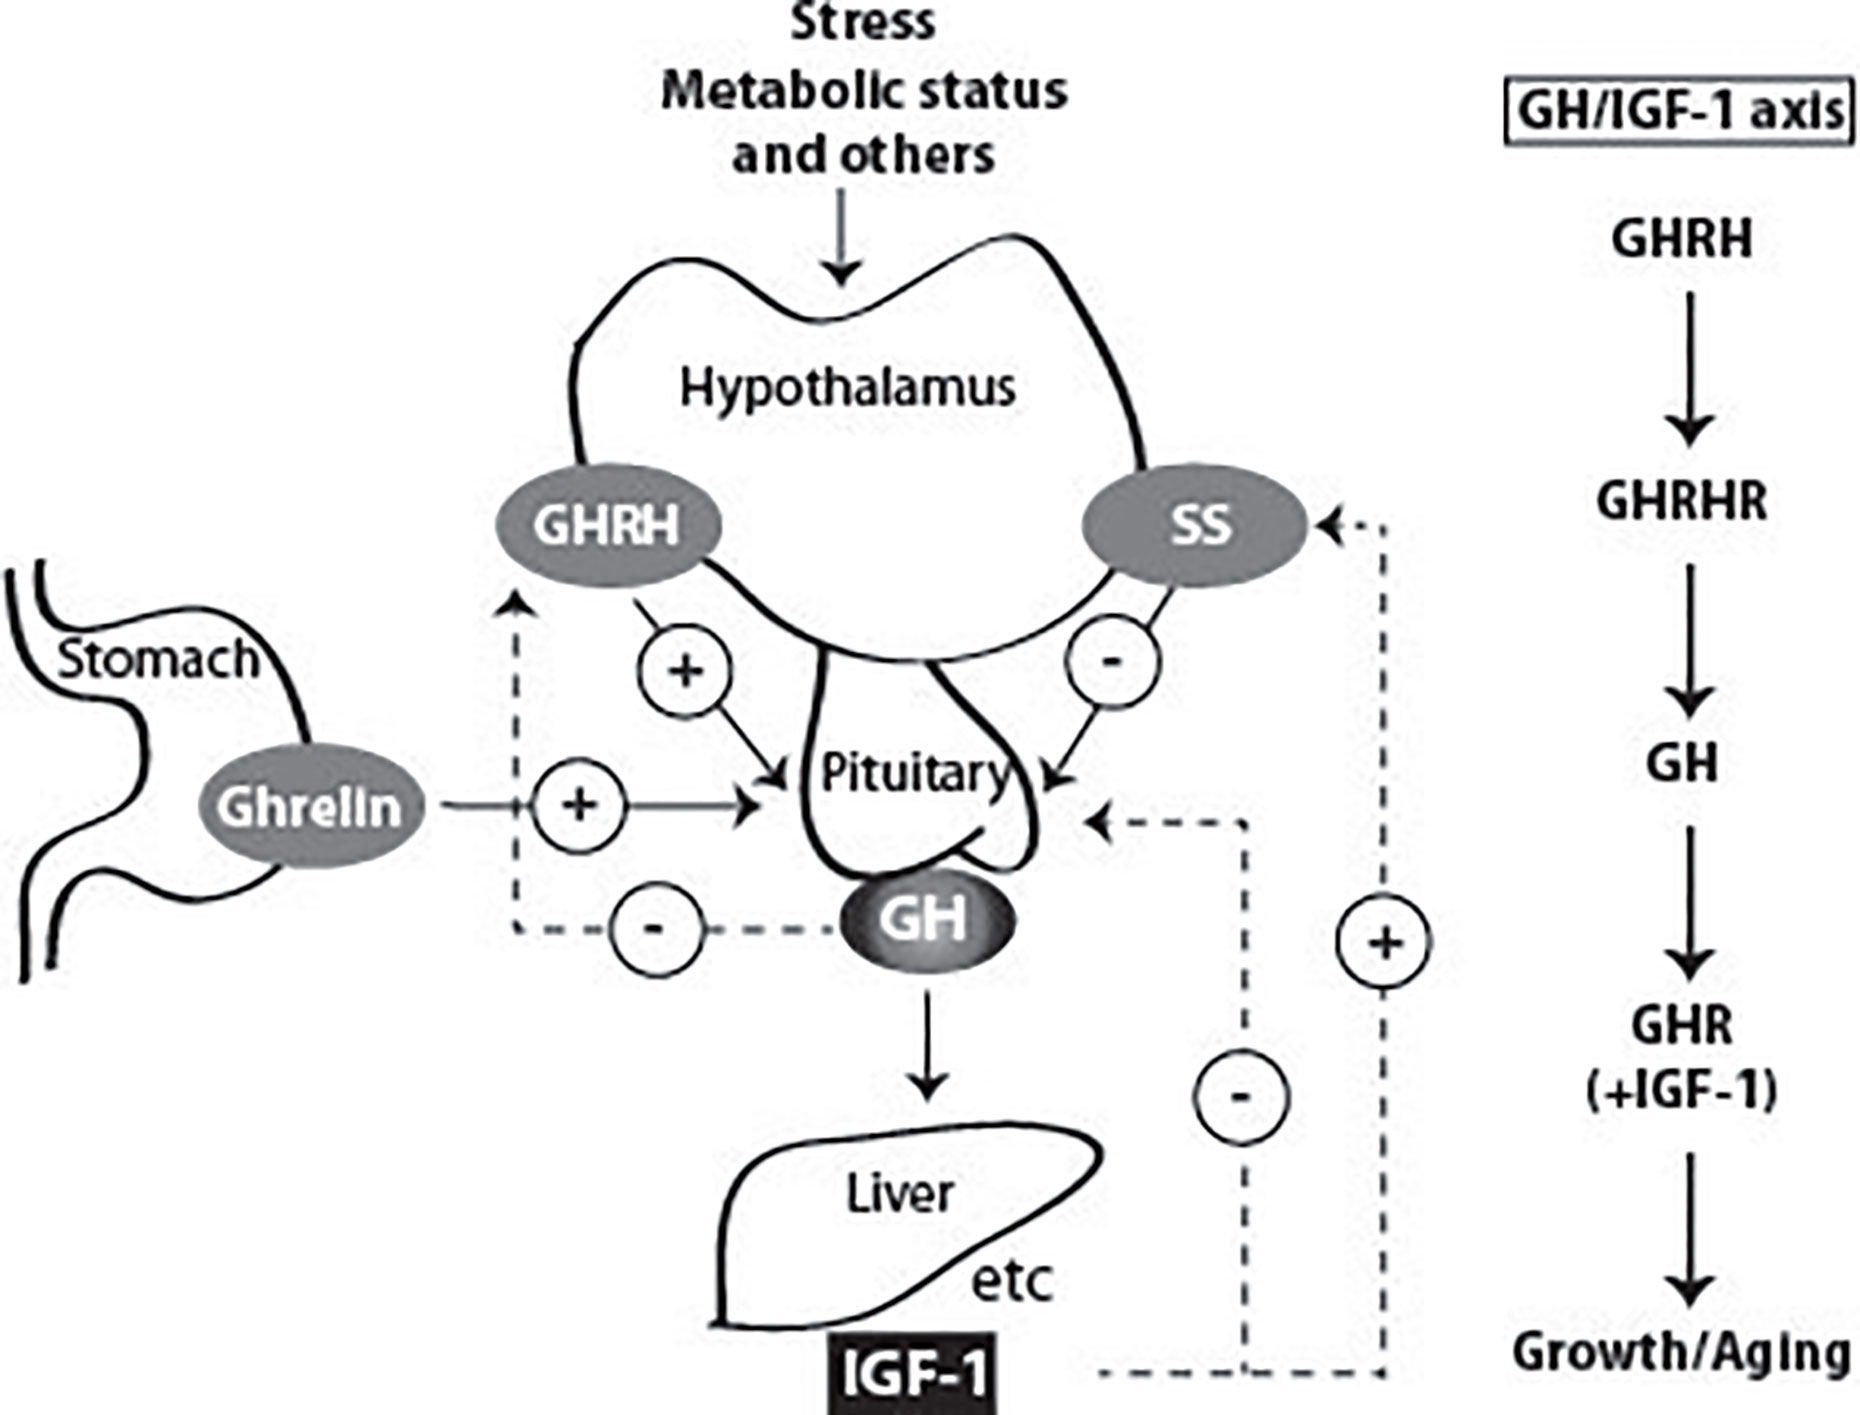 Stress
Metabolic status
and others
Hypothalamus
GHRH
SS
+
-
Stomach
Ghrelin
+
Pituitary
-
GH
+
-
Liver
etc
IGF-1
GH/IGF-1 axis
GHRH
GHRHR
GH
GHR
(+IGF-1)
Growth/Aging